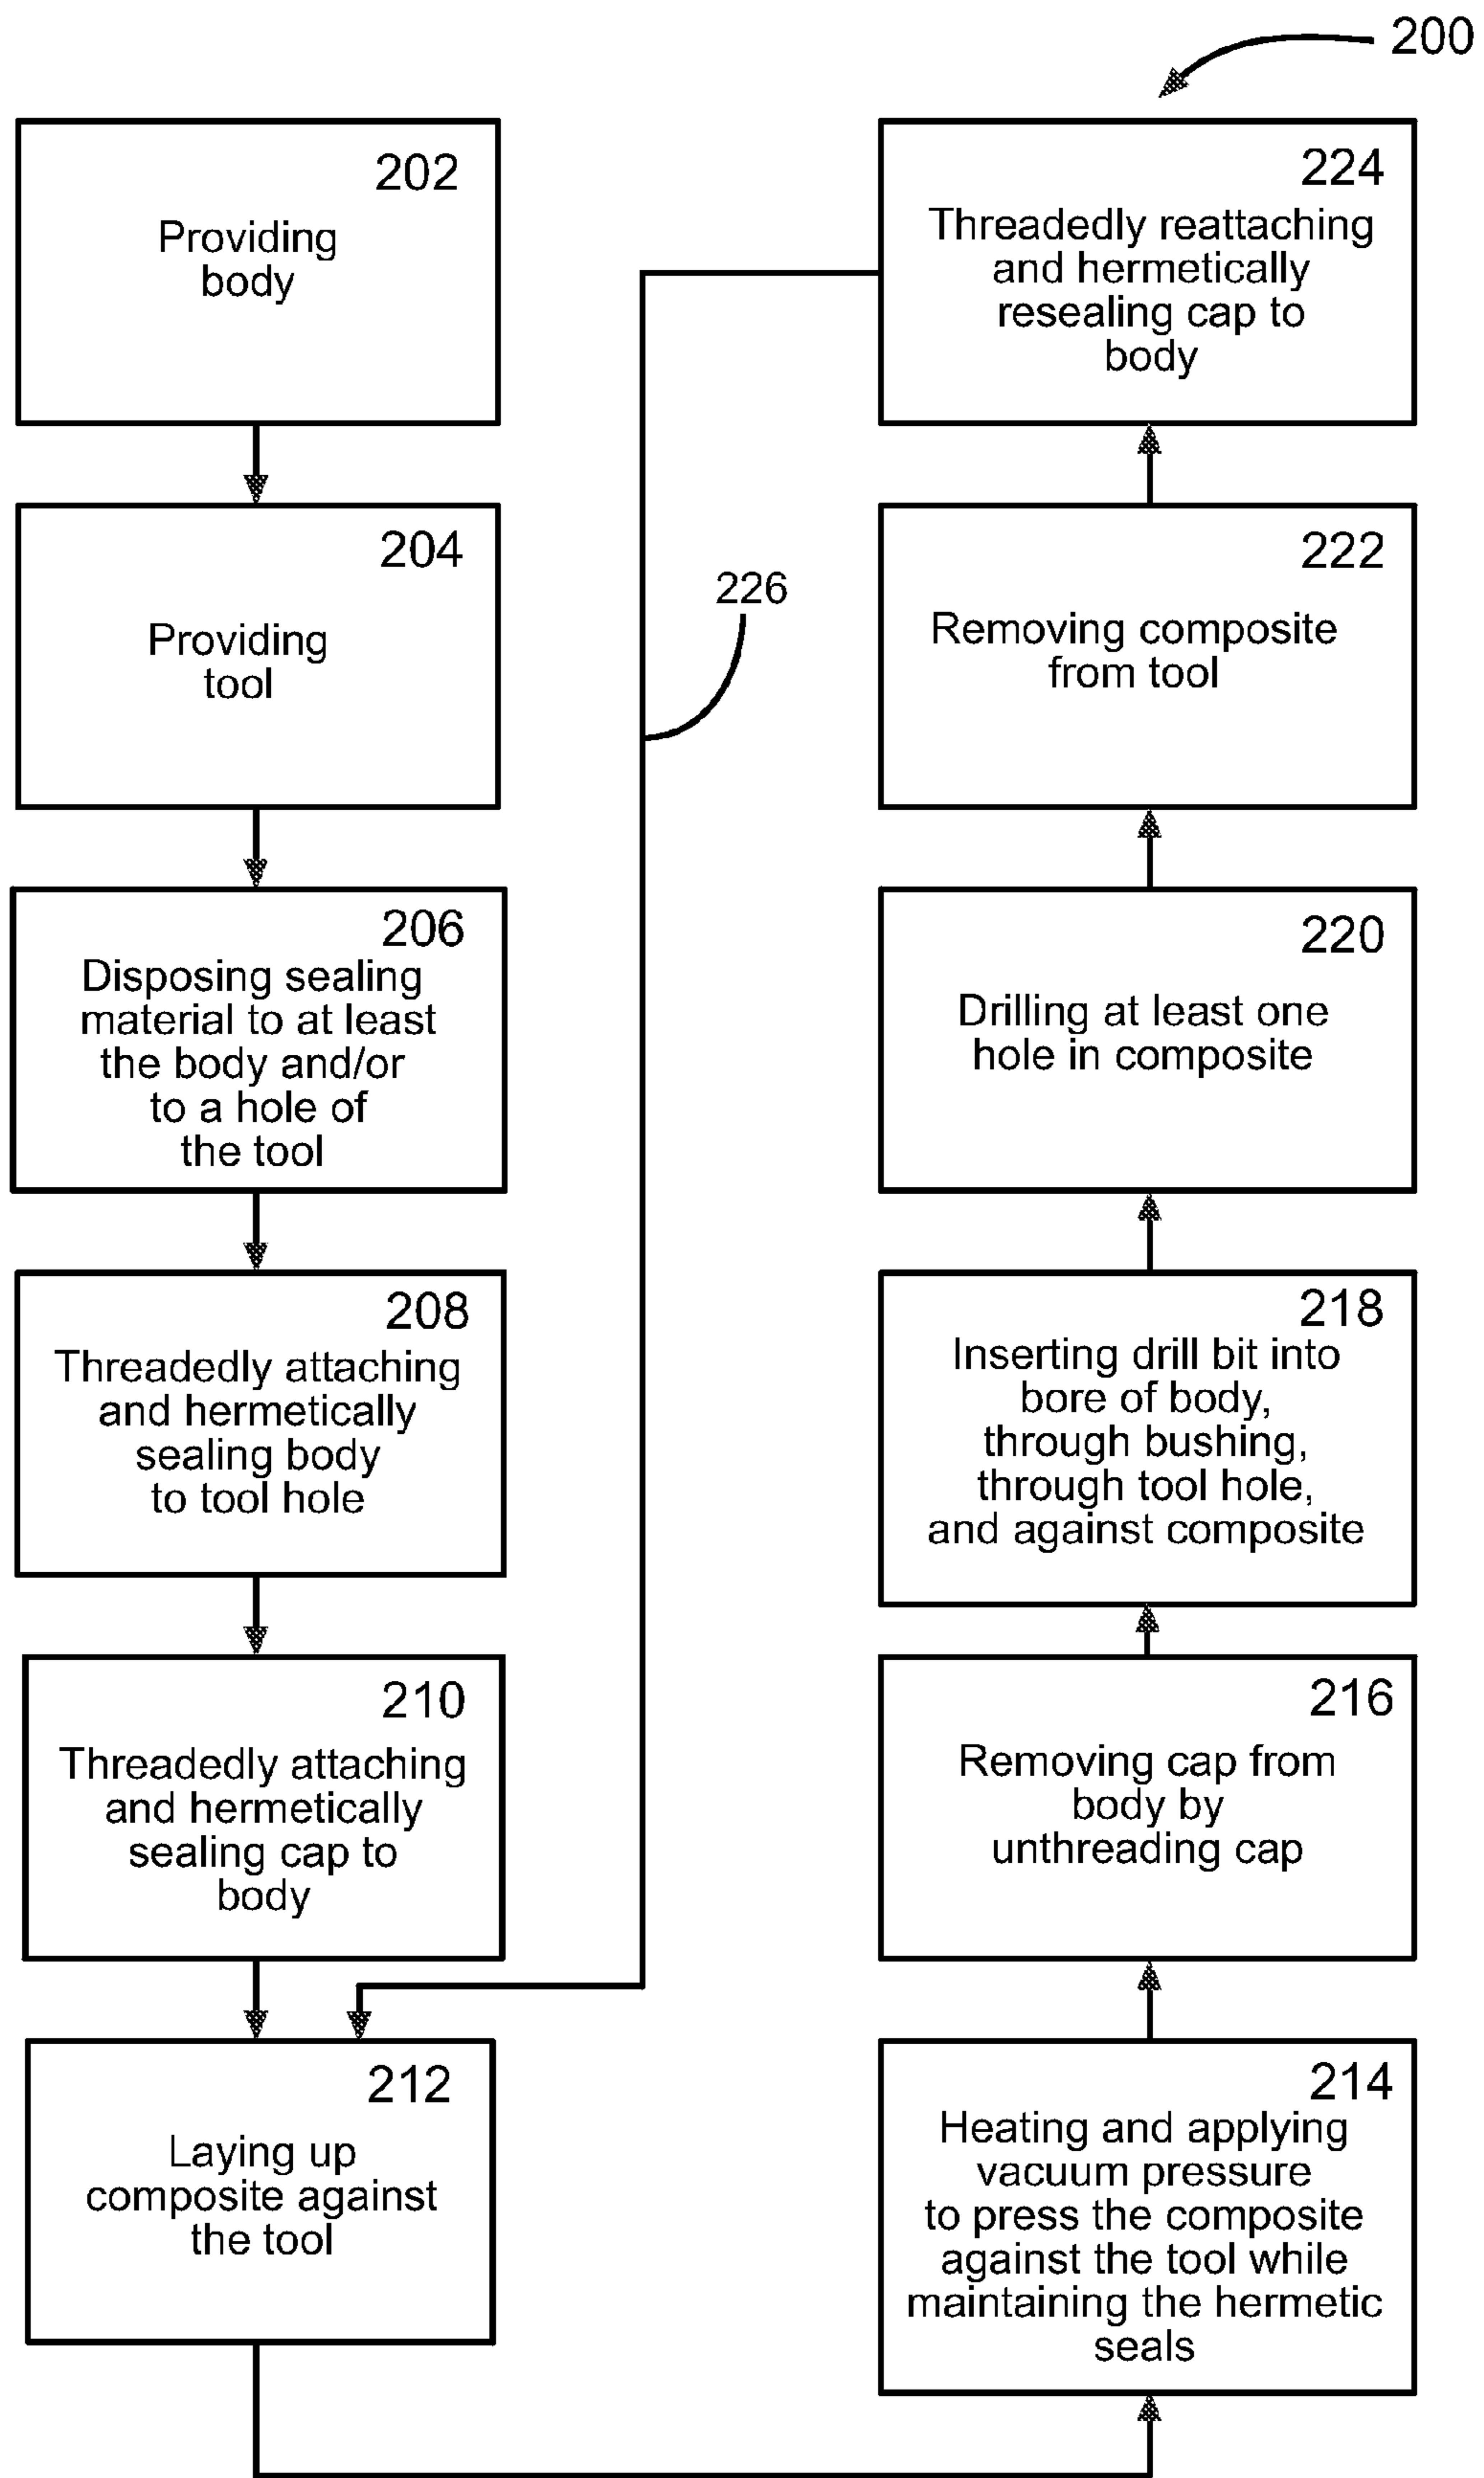 200
202
Providing
body
204
Providing
tool
206
Disposing sealing
material to at least
the body and/or
to a hole of
the tool
208
Threadedly attaching
and hermetically
sealing body
to tool hole
210
Threadedly attaching
and hermetically
sealing cap to
body
212
Laying up
composite against
the tool
226
224
Threadedly reattaching
and hermetically
resealing cap to
body
222
Removing composite
from tool
220
Drilling at least one
hole in composite
218
Inserting drill bit into
bore of body,
through bushing,
through tool hole,
and against composite
216
Removing cap from
body by
unthreading cap
214
Heating and applying
vacuum pressure
to press the composite
against the tool while
maintaining the hermetic
seals